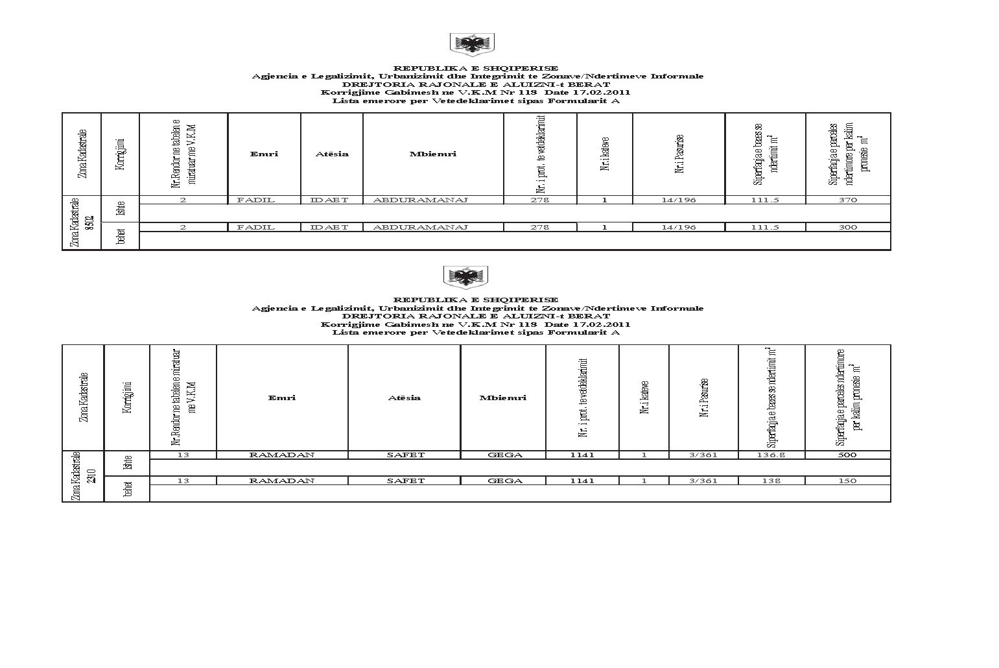 REPUBLIKA E SHQIPERISE
Agjencia e Legalizimit, Urbanizimit dhe Integrimit te Zonave/Ndertimeve Informale
DREJTORIA RAJONALE E ALUIZNI-t BERAT
Korrigjime Gabimesh ne V.K.M Nr 118 Date 17.02.2011
Lista emerore per Vetedeklarimet sipas Formularit A
Zona Kadastrale
Korrigjimi
Nr.Rendor ne tabelen e
miratuar me V.K.M
Emri
Atësia
Mbiemri
Nr. i prot. te vetdeklarimit
Nr.i kateve
Nr.i Pasurise
Siperfaqja e bazes se
ndertimit m²
Siperfaqja e parceles
ndertimore per kalim
pronesie m²
Zona Kadastrale
8502
Ishte
2 FADIL IDAET ABDURAMANAJ 278 1 14/196 111.5 370
behet
2 FADIL IDAET ABDURAMANAJ 278 1 14/196 111.5 300
REPUBLIKA E SHQIPERISE
Agjencia e Legalizimit, Urbanizimit dhe Integrimit te Zonave/Ndertimeve Informale
DREJTORIA RAJONALE E ALUIZNI-t BERAT
Korrigjime Gabimesh ne V.K.M Nr 118 Date 17.02.2011
Lista emerore per Vetedeklarimet sipas Formularit A
Zona Kadastrale
Korrigjimi
Nr.Rendor ne tabelen e miratuar
me V.K.M
Emri
Atësia
Mbiemri
Nr. i prot. te vetdeklarimit
Nr.i kateve
Nr.i Pasurise
Siperfaqja e bazes se ndertimit m²
Siperfaqja e parceles ndertimore
per kalim pronesie m²
Zona Kadastrale
2310
Ishte
13 RAMADAN SAFET GEGA 1141 1 3/361 136.8 500
behet
13 RAMADAN SAFET GEGA 1141 1 3/361 138 150